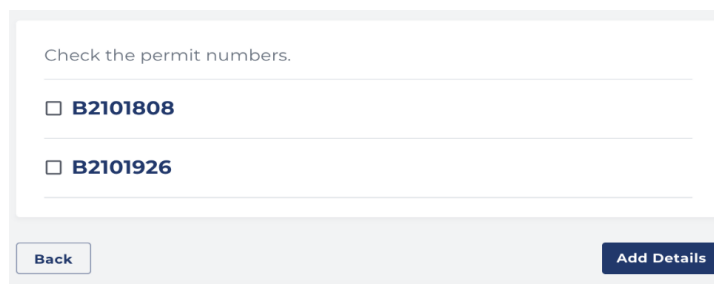 Check the permit numbers.
B2101808
B2101926
Back
Add Details